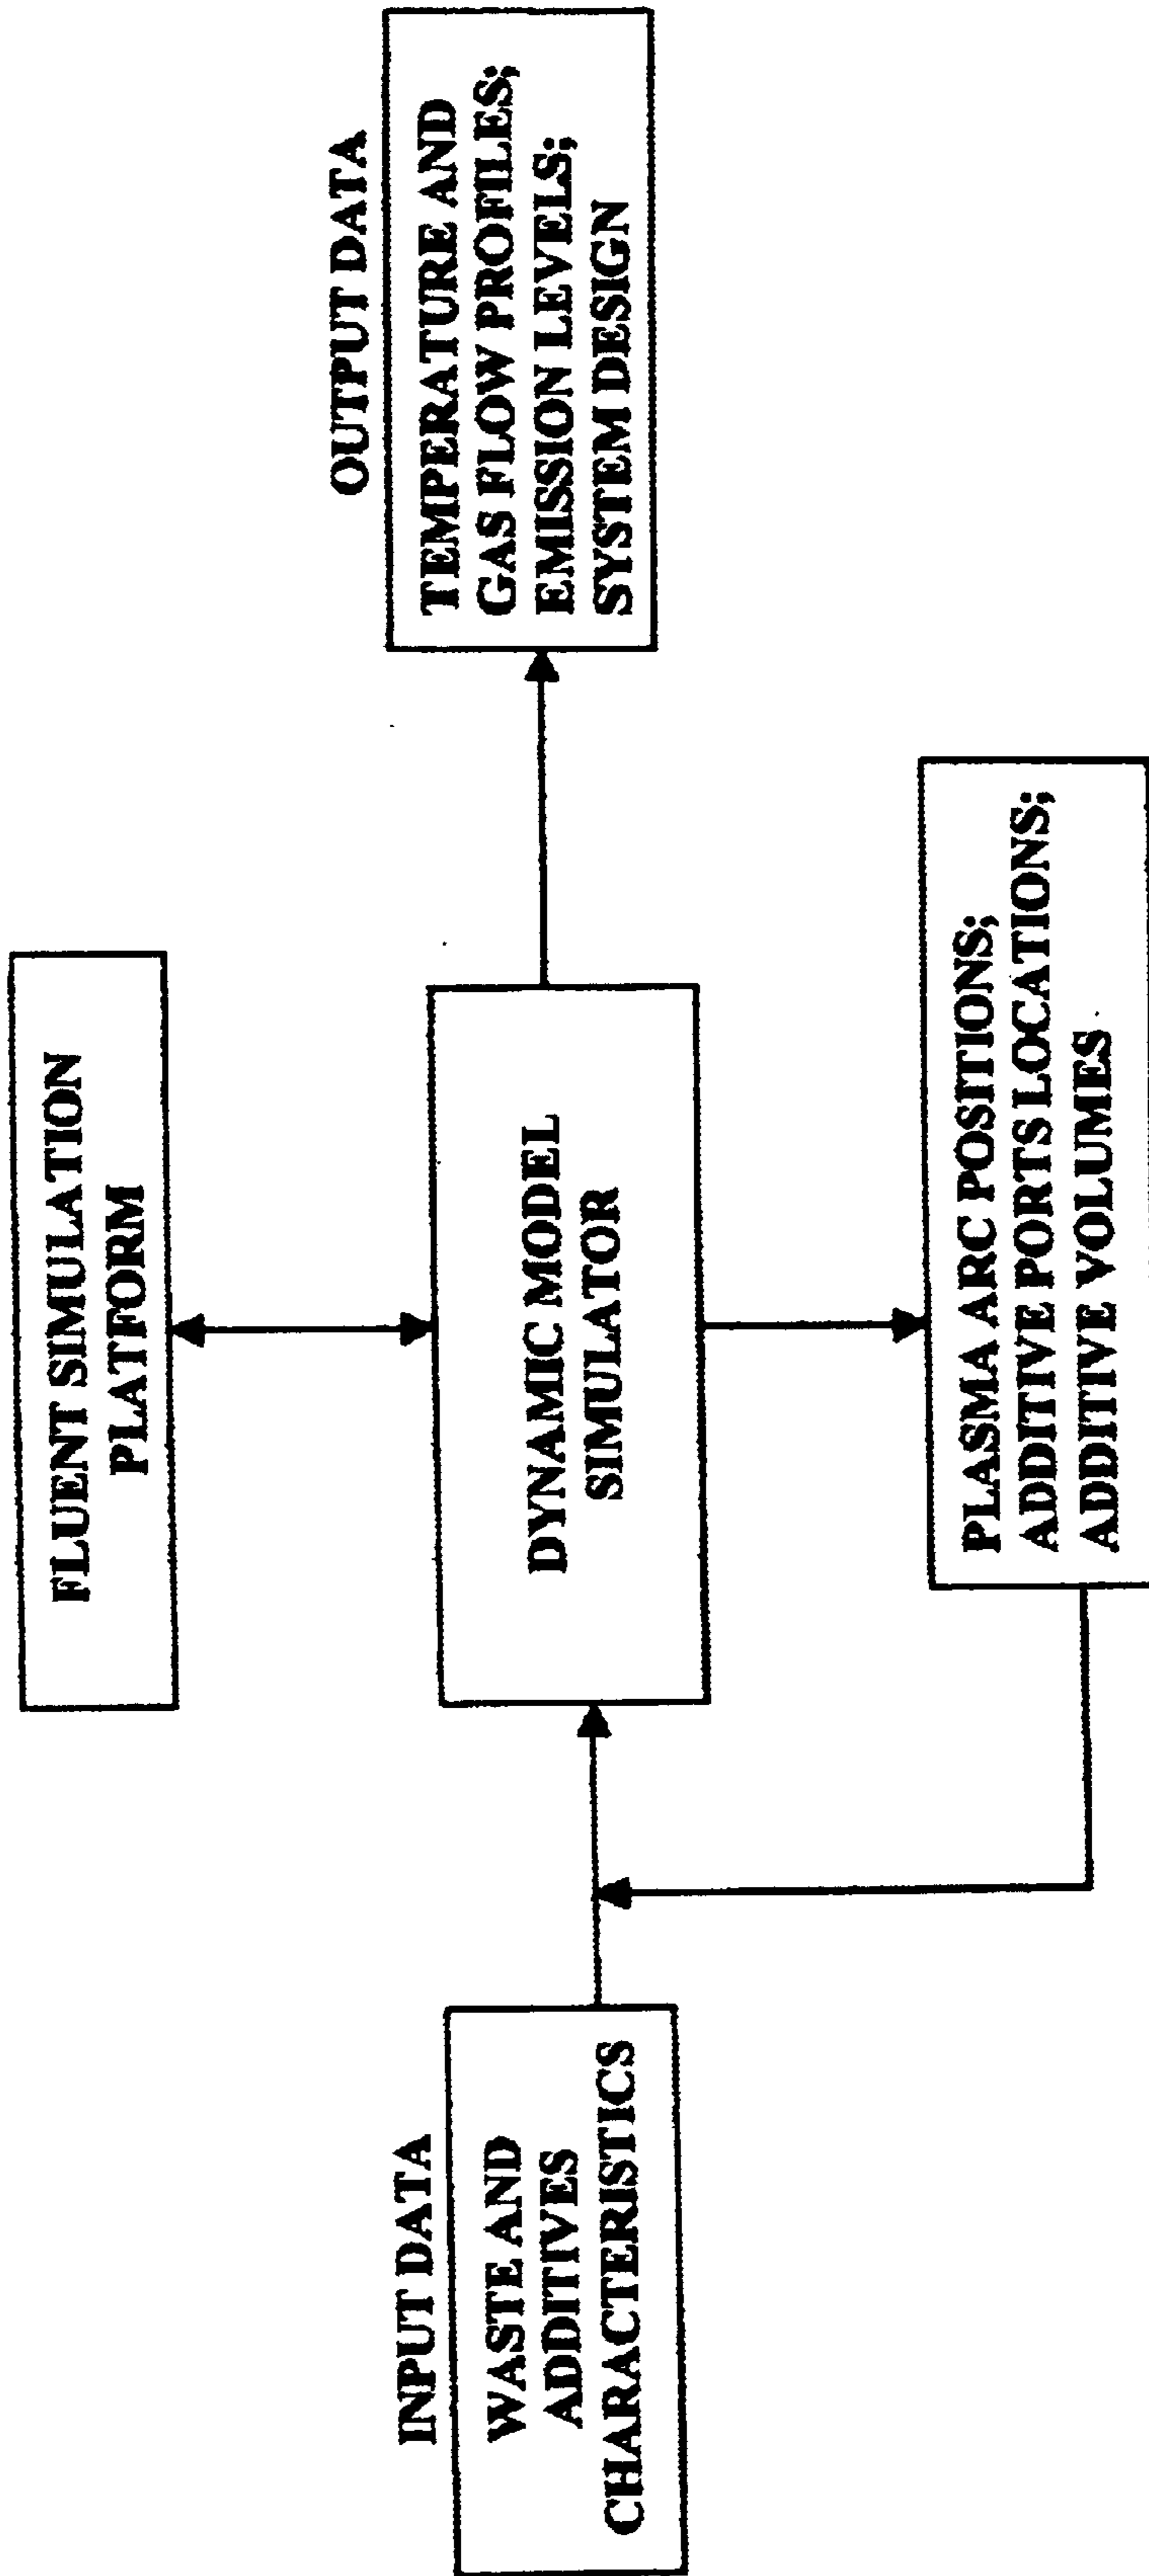 FLUENT SIMULATION
PLATFORM
INPUT DATA
WASTE AND
ADDITIVES
CHARACTERISTICS
DYNAMIC MODEL
SIMULATOR
OUTPUT DATA
TEMPERATURE AND
GAS FLOW PROFILES;
EMISSION LEVELS;
SYSTEM DESIGN
PLASMA ARC POSITIONS;
ADDITIVE PORTS LOCATIONS;
ADDITIVE VOLUMES